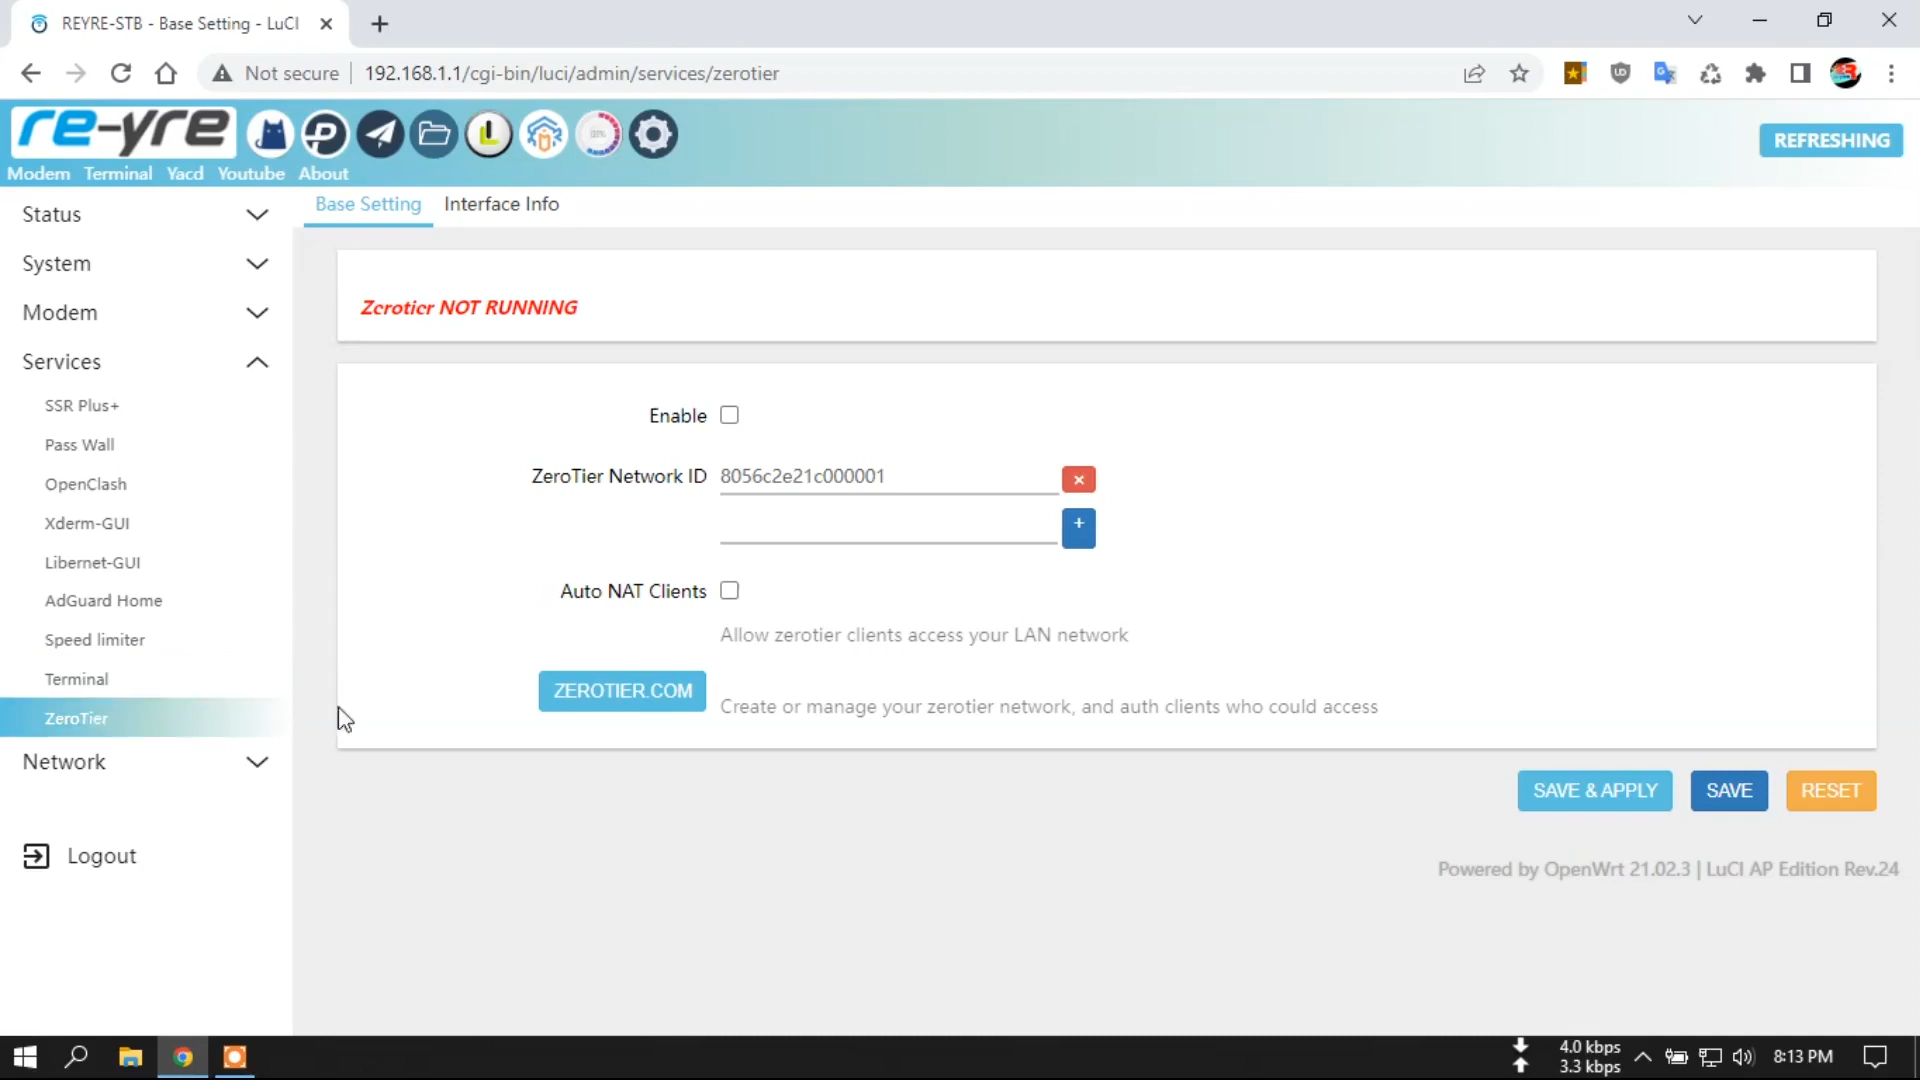 REYRE-STB - Base Setting - LuCI
Not secure
192.168.1.1/cgi-bin/luci/admin/services/zerotier
re-yre
REFRESHING
Modem Terminal Yacd Youtube About
Base Setting Interface Info
Status
System
Modem
Services
SSR Plus+
Pass Wall
OpenClash
Xderm-GUI
Libernet-GUI
AdGuard Home
Speed limiter
Terminal
ZeroTier
Network
Logout
Zerotier NOT RUNNING
Enable
ZeroTier Network ID 8056c2e21c000001
Auto NAT Clients
Allow zerotier clients access your LAN network
ZEROTIER.COM
Create or manage your zerotier network, and auth clients who could access
SAVE & APPLY SAVE RESET
Powered by OpenWrt 21.02.3 | LuCI AP Edition Rev.24
4.0 kbps
3.3 kbps
8:13 PM